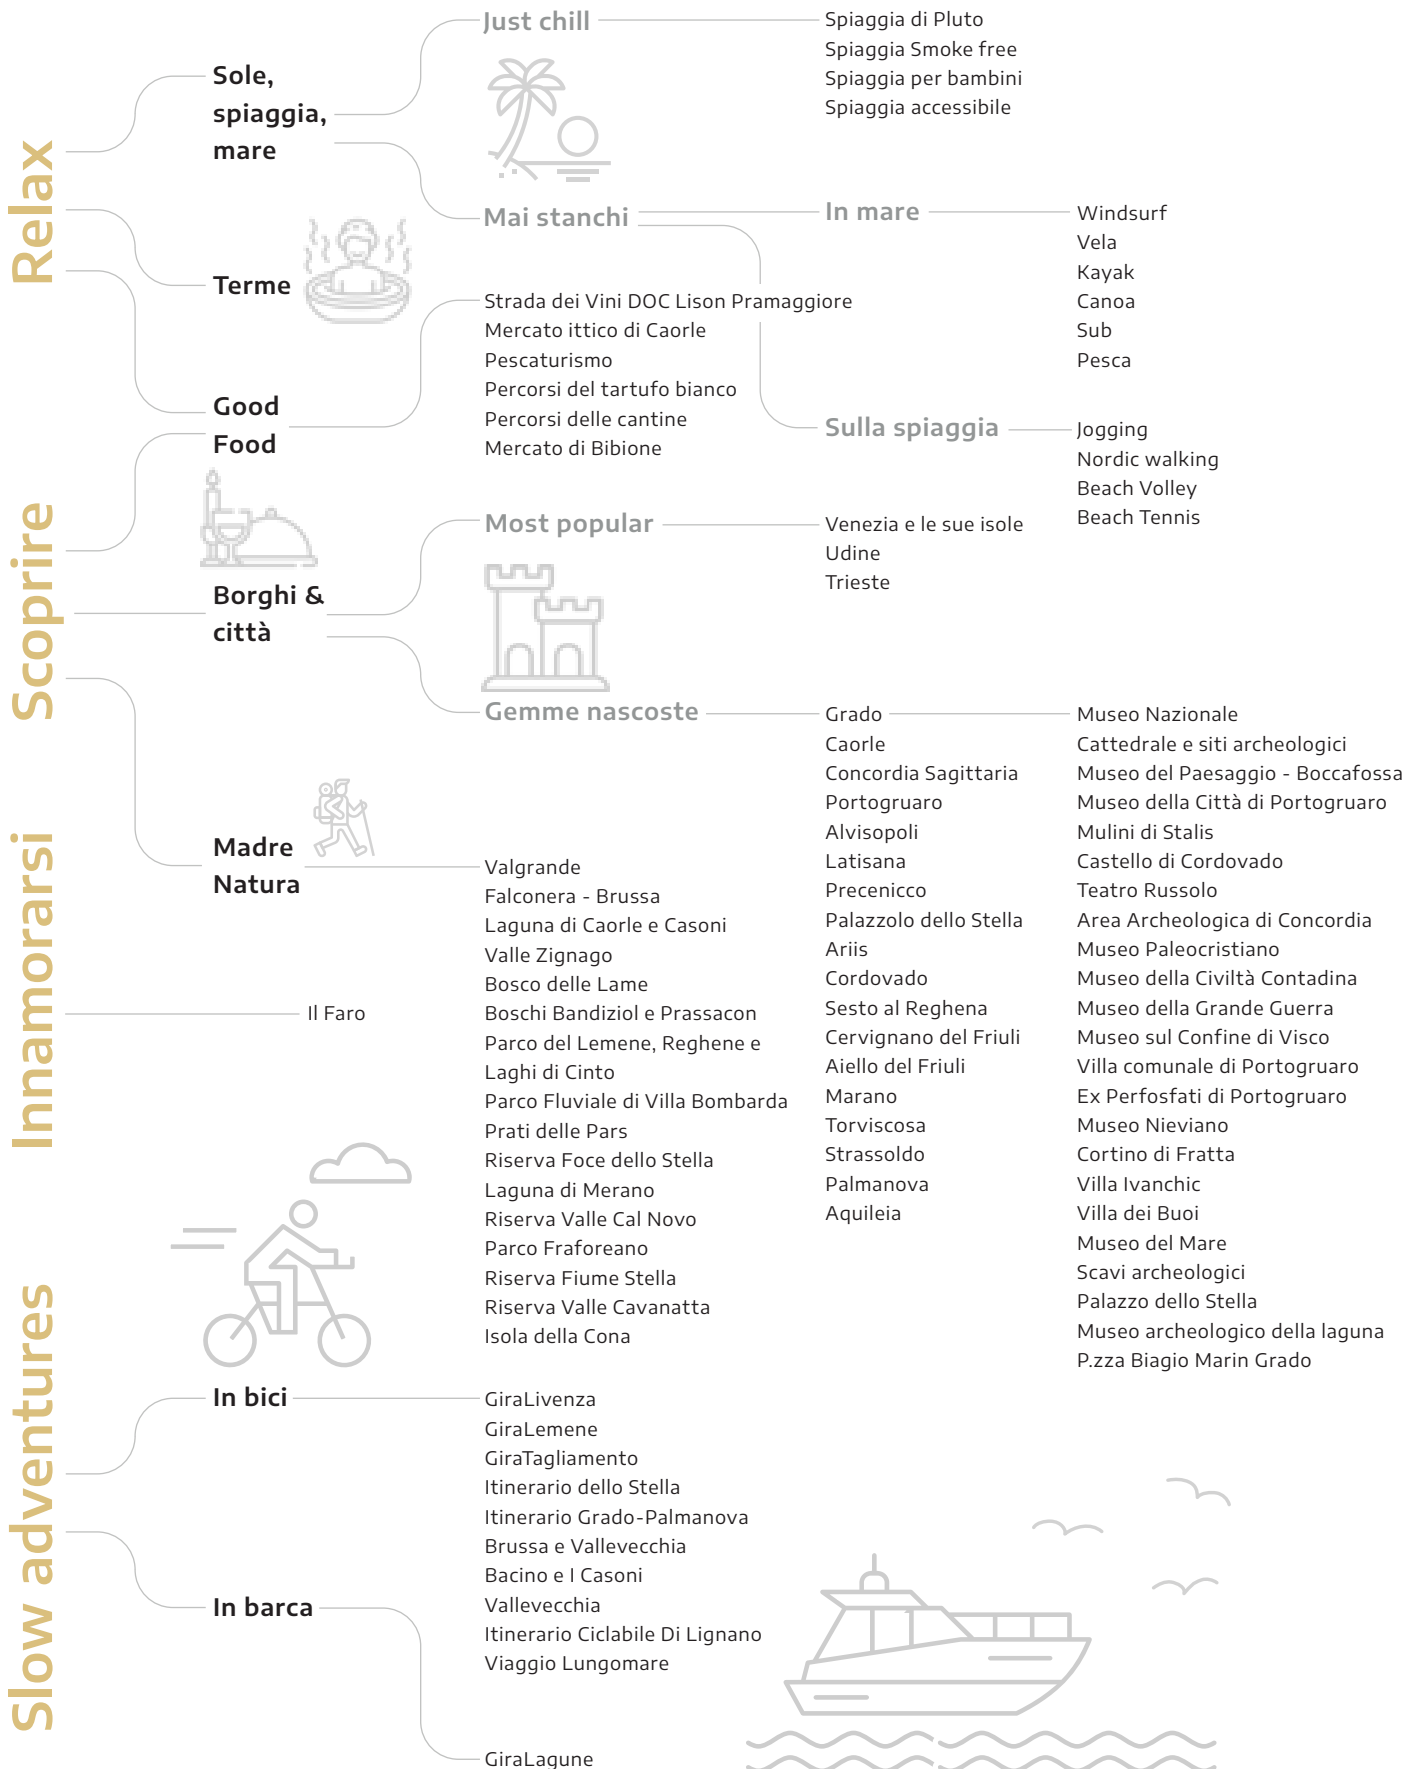 Relax
Sole,
spiaggia,
mare
Just chill
Spiaggia di Pluto
Spiaggia Smoke free
Spiaggia per bambini
Spiaggia accessibile
Mai stanchi
In mare
Windsurf
Vela
Kayak
Canoa
Sub
Pesca
Sulla spiaggia
Jogging
Nordic walking
Beach Volley
Beach Tennis
Terme
Good
Food
Strada dei Vini DOC Lison Pramaggiore
Mercato ittico di Caorle
Pescaturismo
Percorsi del tartufo bianco
Percorsi delle cantine
Mercato di Bibione
Scoprire
Borghi &
città
Most popular
Venezia e le sue isole
Udine
Trieste
Gemme nascoste
Grado
Caorle
Concordia Sagittaria
Portogruaro
Alvisopoli
Latisana
Precenicco
Palazzolo dello Stella
Ariis
Cordovado
Sesto al Reghena
Cervignano del Friuli
Aiello del Friuli
Marano
Torviscosa
Strassoldo
Palmanova
Aquileia
Museo Nazionale
Cattedrale e siti archeologici
Museo del Paesaggio - Boccafossa
Museo della Città di Portogruaro
Mulini di Stalis
Castello di Cordovado
Teatro Russolo
Area Archeologica di Concordia
Museo Paleocristiano
Museo della Civiltà Contadina
Museo della Grande Guerra
Museo sul Confine di Visco
Villa comunale di Portogruaro
Ex Perfosfati di Portogruaro
Museo Nieviano
Cortino di Fratta
Villa Ivanchic
Villa dei Buoi
Museo del Mare
Scavi archeologici
Palazzo dello Stella
Museo archeologico della laguna
P.zza Biagio Marin Grado
Madre
Natura
Valgrande
Falconera - Brussa
Laguna di Caorle e Casoni
Valle Zignago
Bosco delle Lame
Boschi Bandiziol e Prassacon
Parco del Lemene, Reghene e
Laghi di Cinto
Parco Fluviale di Villa Bombarda
Prati delle Pars
Riserva Foce dello Stella
Laguna di Merano
Riserva Valle Cal Novo
Parco Fraforeano
Riserva Fiume Stella
Riserva Valle Cavanatta
Isola della Cona
Innamorarsi
Il Faro
Slow adventures
In bici
GiraLivenza
GiraLemene
GiraTagliamento
Itinerario dello Stella
Itinerario Grado-Palmanova
Brussa e Vallevecchia
Bacino e I Casoni
Vallevecchia
Itinerario Ciclabile Di Lignano
Viaggio Lungomare
In barca
GiraLagune